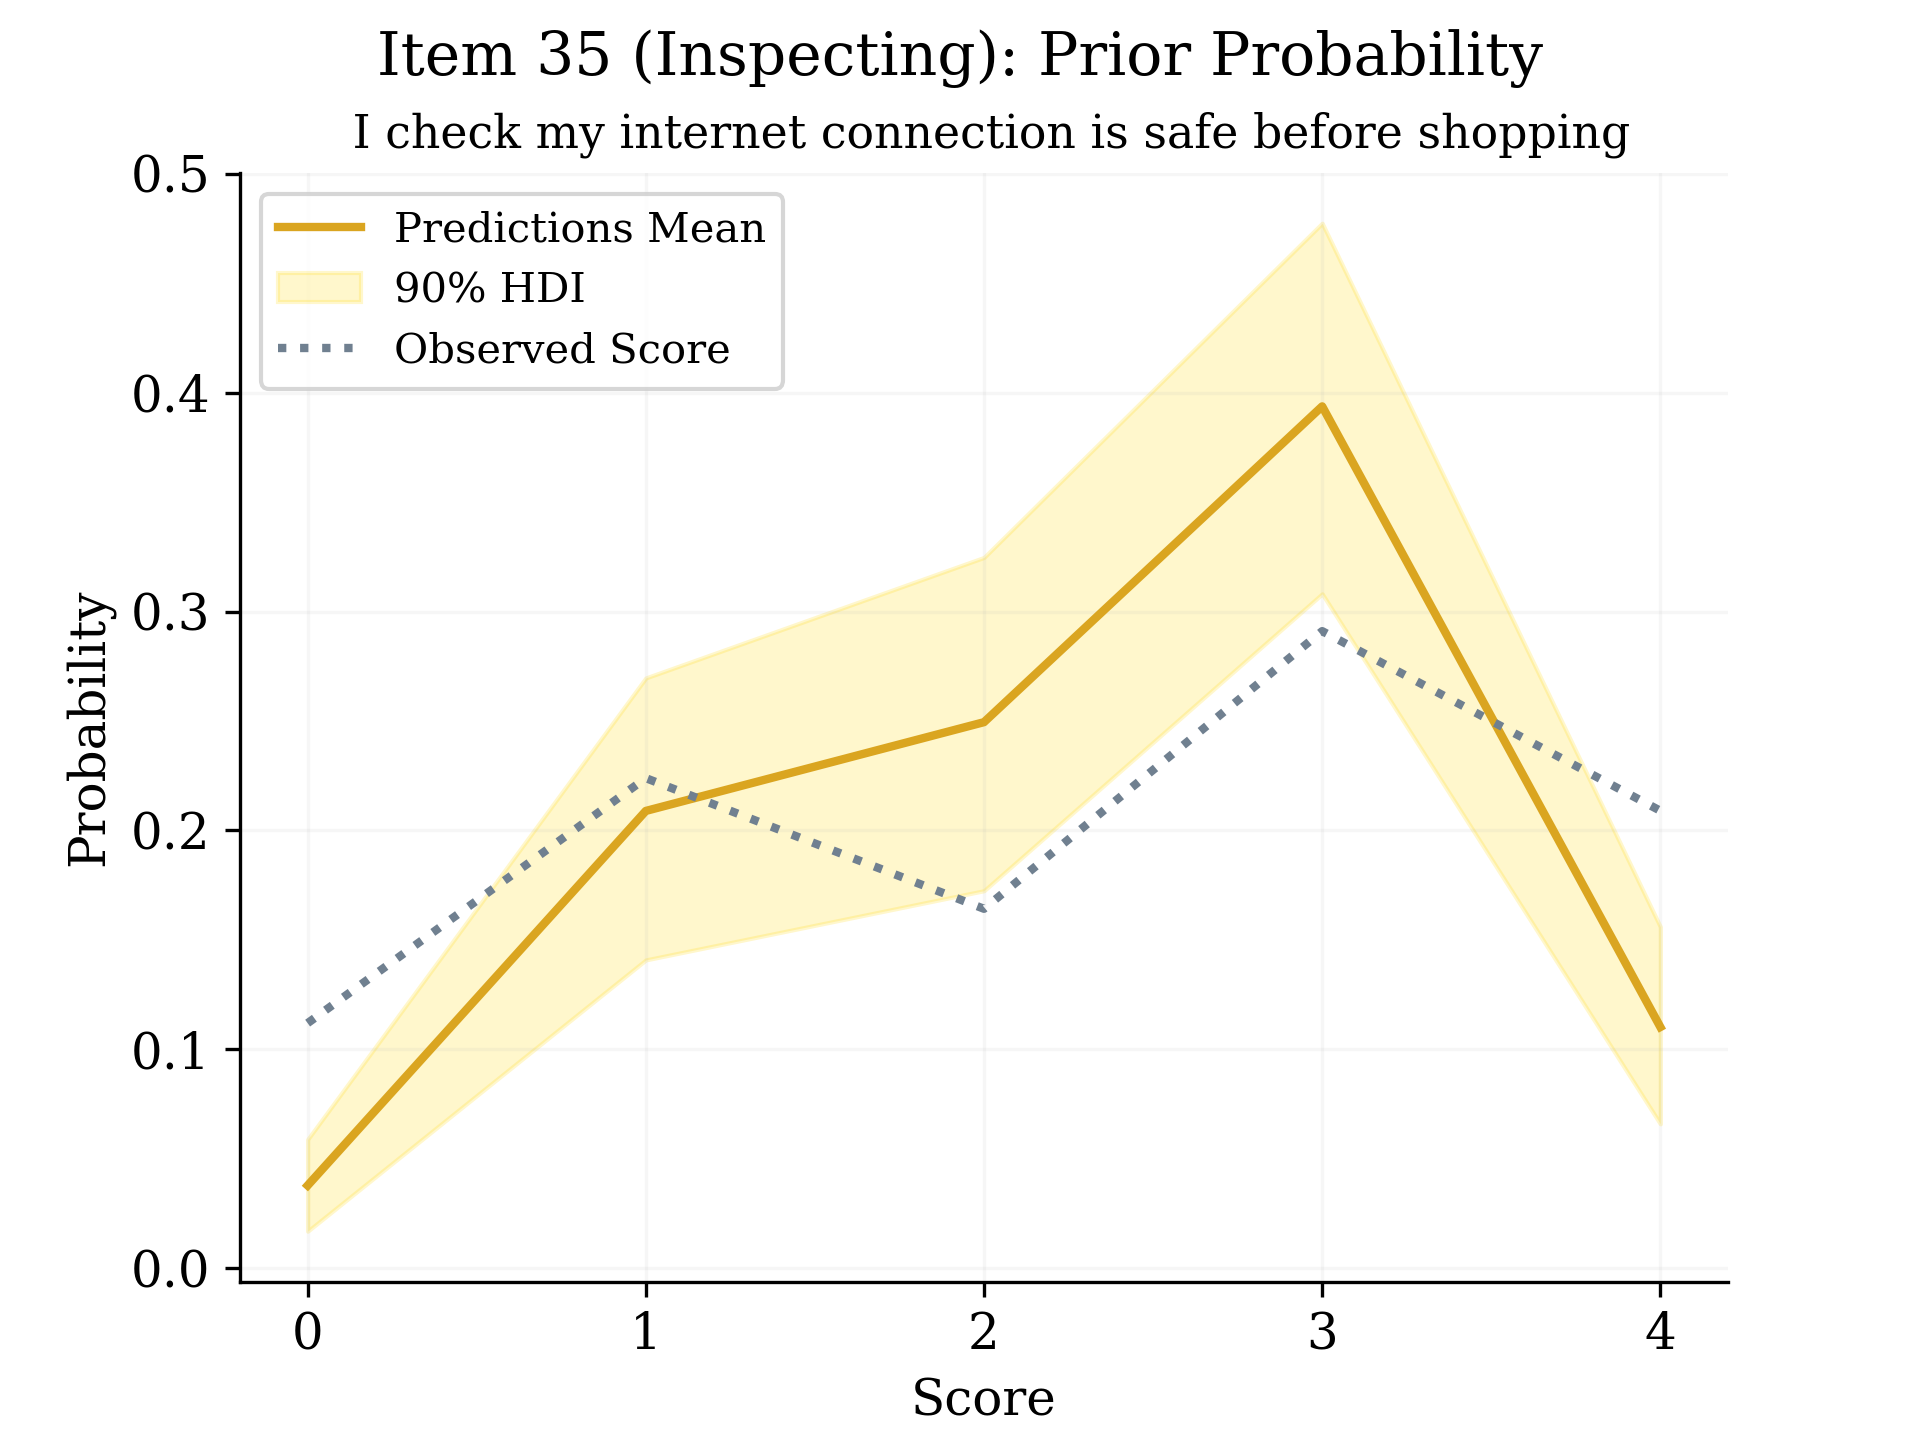 Item 35 (Inspecting): Prior Probability
I check my internet connection is safe before shopping
Predictions Mean
90% HDI
Observed Score
Probability
0.5
0.4
0.3
0.2
0.1
0.0
0 1 2 3 4
Score